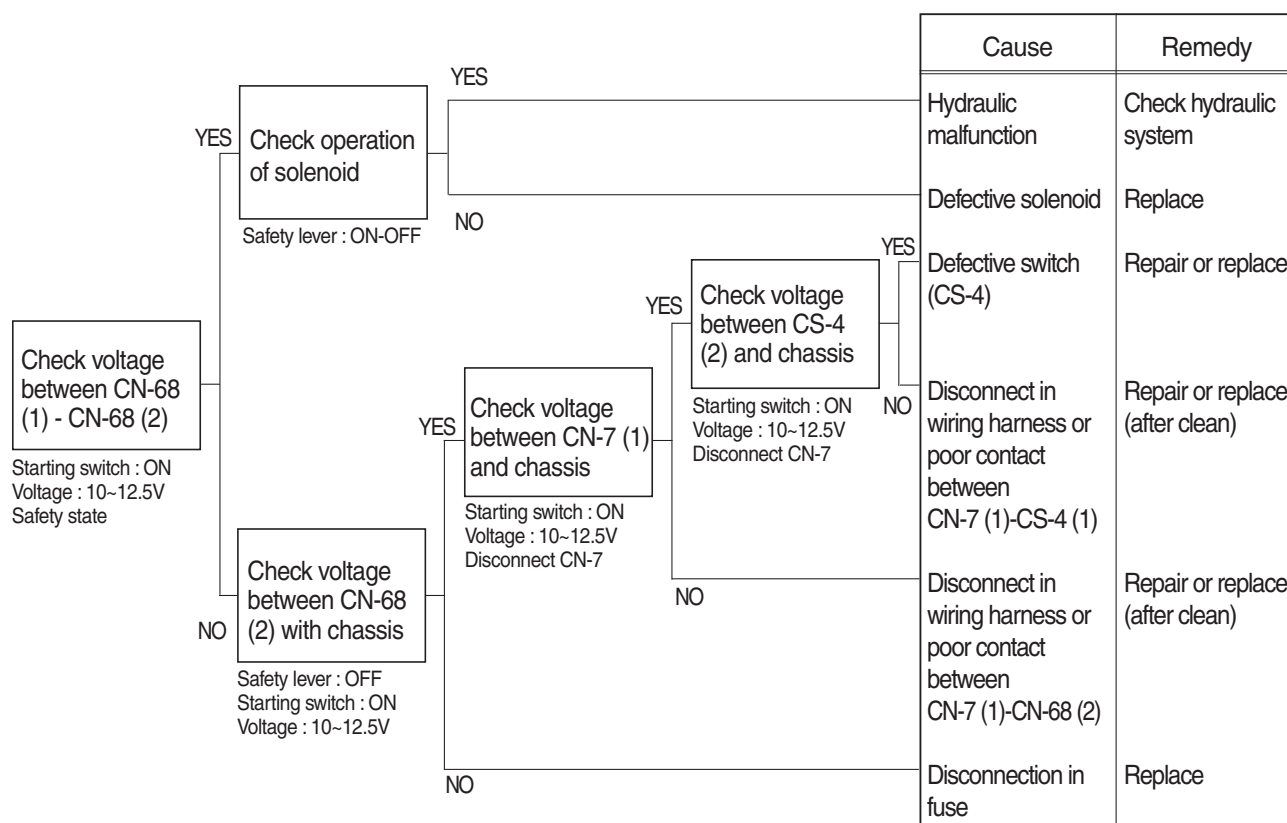 Cause
Remedy
YES
Hydraulic
malfunction
Check hydraulic
system
YES
Check operation
of solenoid
NO
Defective solenoid
Replace
Safety lever : ON-OFF
YES
Defective switch
(CS-4)
Repair or replace
YES
Check voltage
between CS-4
(2) and chassis
Starting switch : ON
Voltage : 10~12.5V
Disconnect CN-7
NO
Disconnect in
wiring harness or
poor contact
between
CN-7 (1)-CS-4 (1)
Repair or replace
(after clean)
Check voltage
between CN-68
(1) - CN-68 (2)
Starting switch : ON
Voltage : 10~12.5V
Safety state
YES
Check voltage
between CN-7 (1)
and chassis
Starting switch : ON
Voltage : 10~12.5V
Disconnect CN-7
NO
Disconnect in
wiring harness or
poor contact
between
CN-7 (1)-CN-68 (2)
Repair or replace
(after clean)
NO
Check voltage
between CN-68
(2) with chassis
Safety lever : OFF
Starting switch : ON
Voltage : 10~12.5V
NO
Disconnection in
fuse
Replace